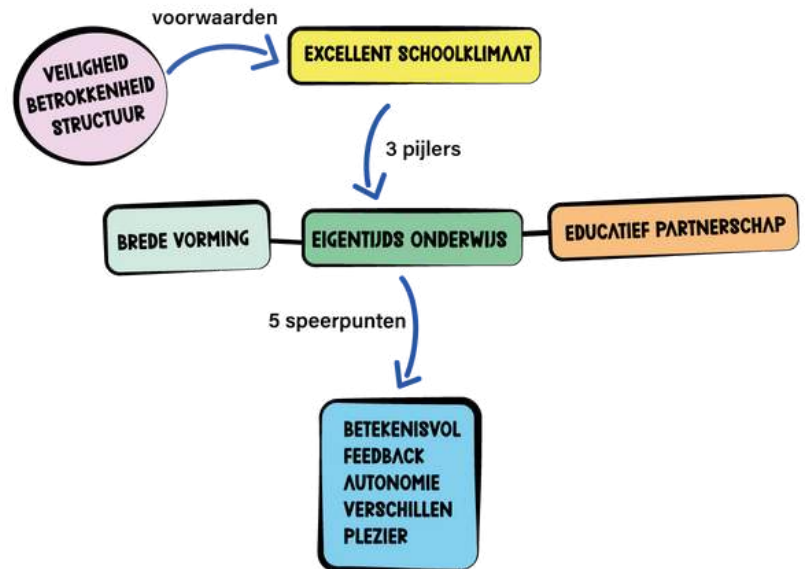 voorwaarden
VEILIGHEID
BETROKKENHEID
STRUCTUUR
EXCELLENT SCHOOLKLIMAAT
3 pijlers
BREDE VORMING
EIGENTIJDS ONDERWIJS
EDUCATIEF PARTNERSCHAP
5 speerpunten
BETEKENISVOL
FEEDBACK
AUTONOMIE
VERSCHILLEN
PLEZIER